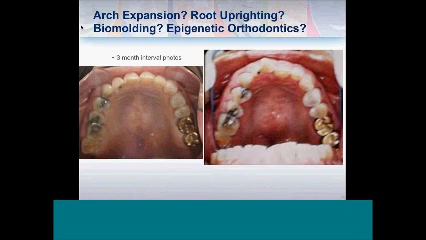 Arch Expansion? Root Uprighting?
Biomolding? Epigenetic Orthodontics?
- 3 month interval photos